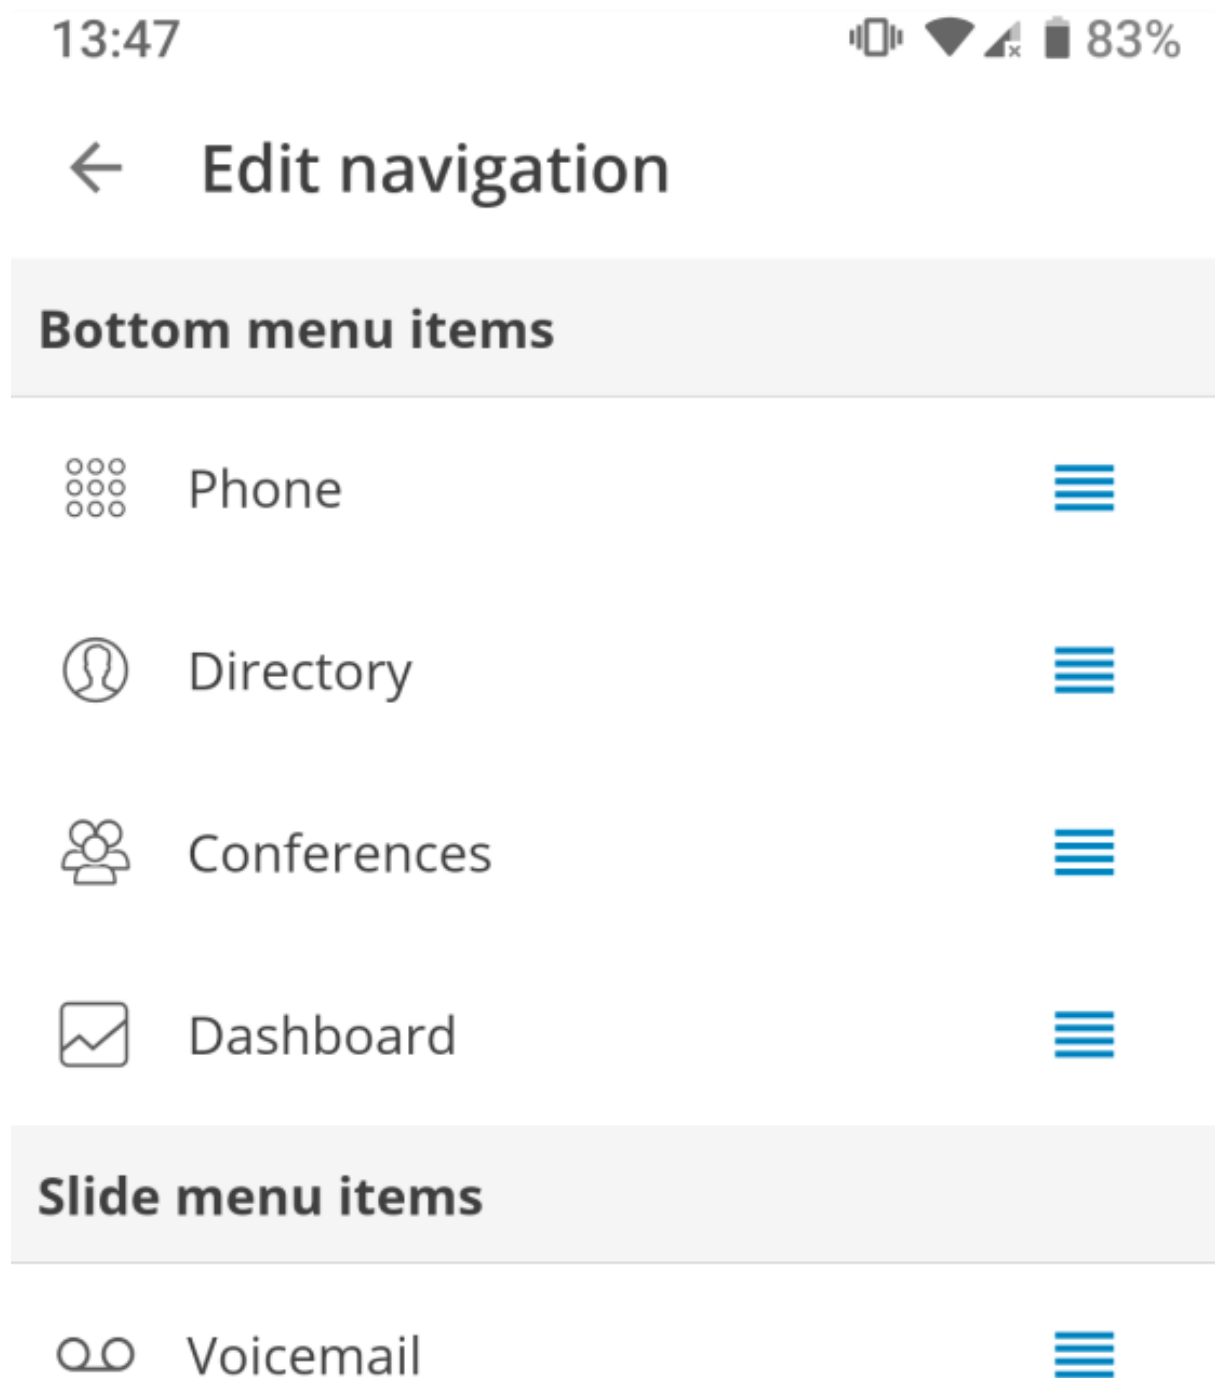 13:47 83%
Edit navigation
Bottom menu items
Phone
Directory
Conferences
Dashboard
Slide menu items
Voicemail